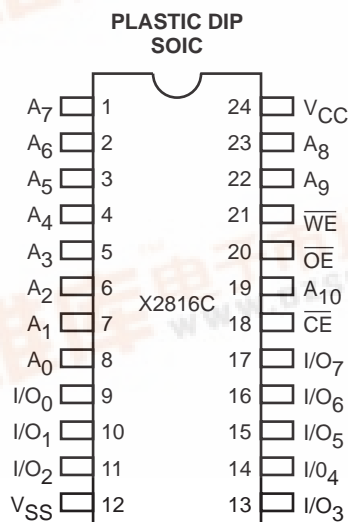 PLASTIC DIP
SOIC
A7 1 24 VCC
A6 2 23 A8
A5 3 22 A9
A4 4 21 WE
A3 5 20 OE
A2 6 19 A10
X2816C
A1 7 18 CE
A0 8 17 I/O7
I/O0 9 16 I/O6
I/O1 10 15 I/O5
I/O2 11 14 I/04
VSS 12 13 I/O3